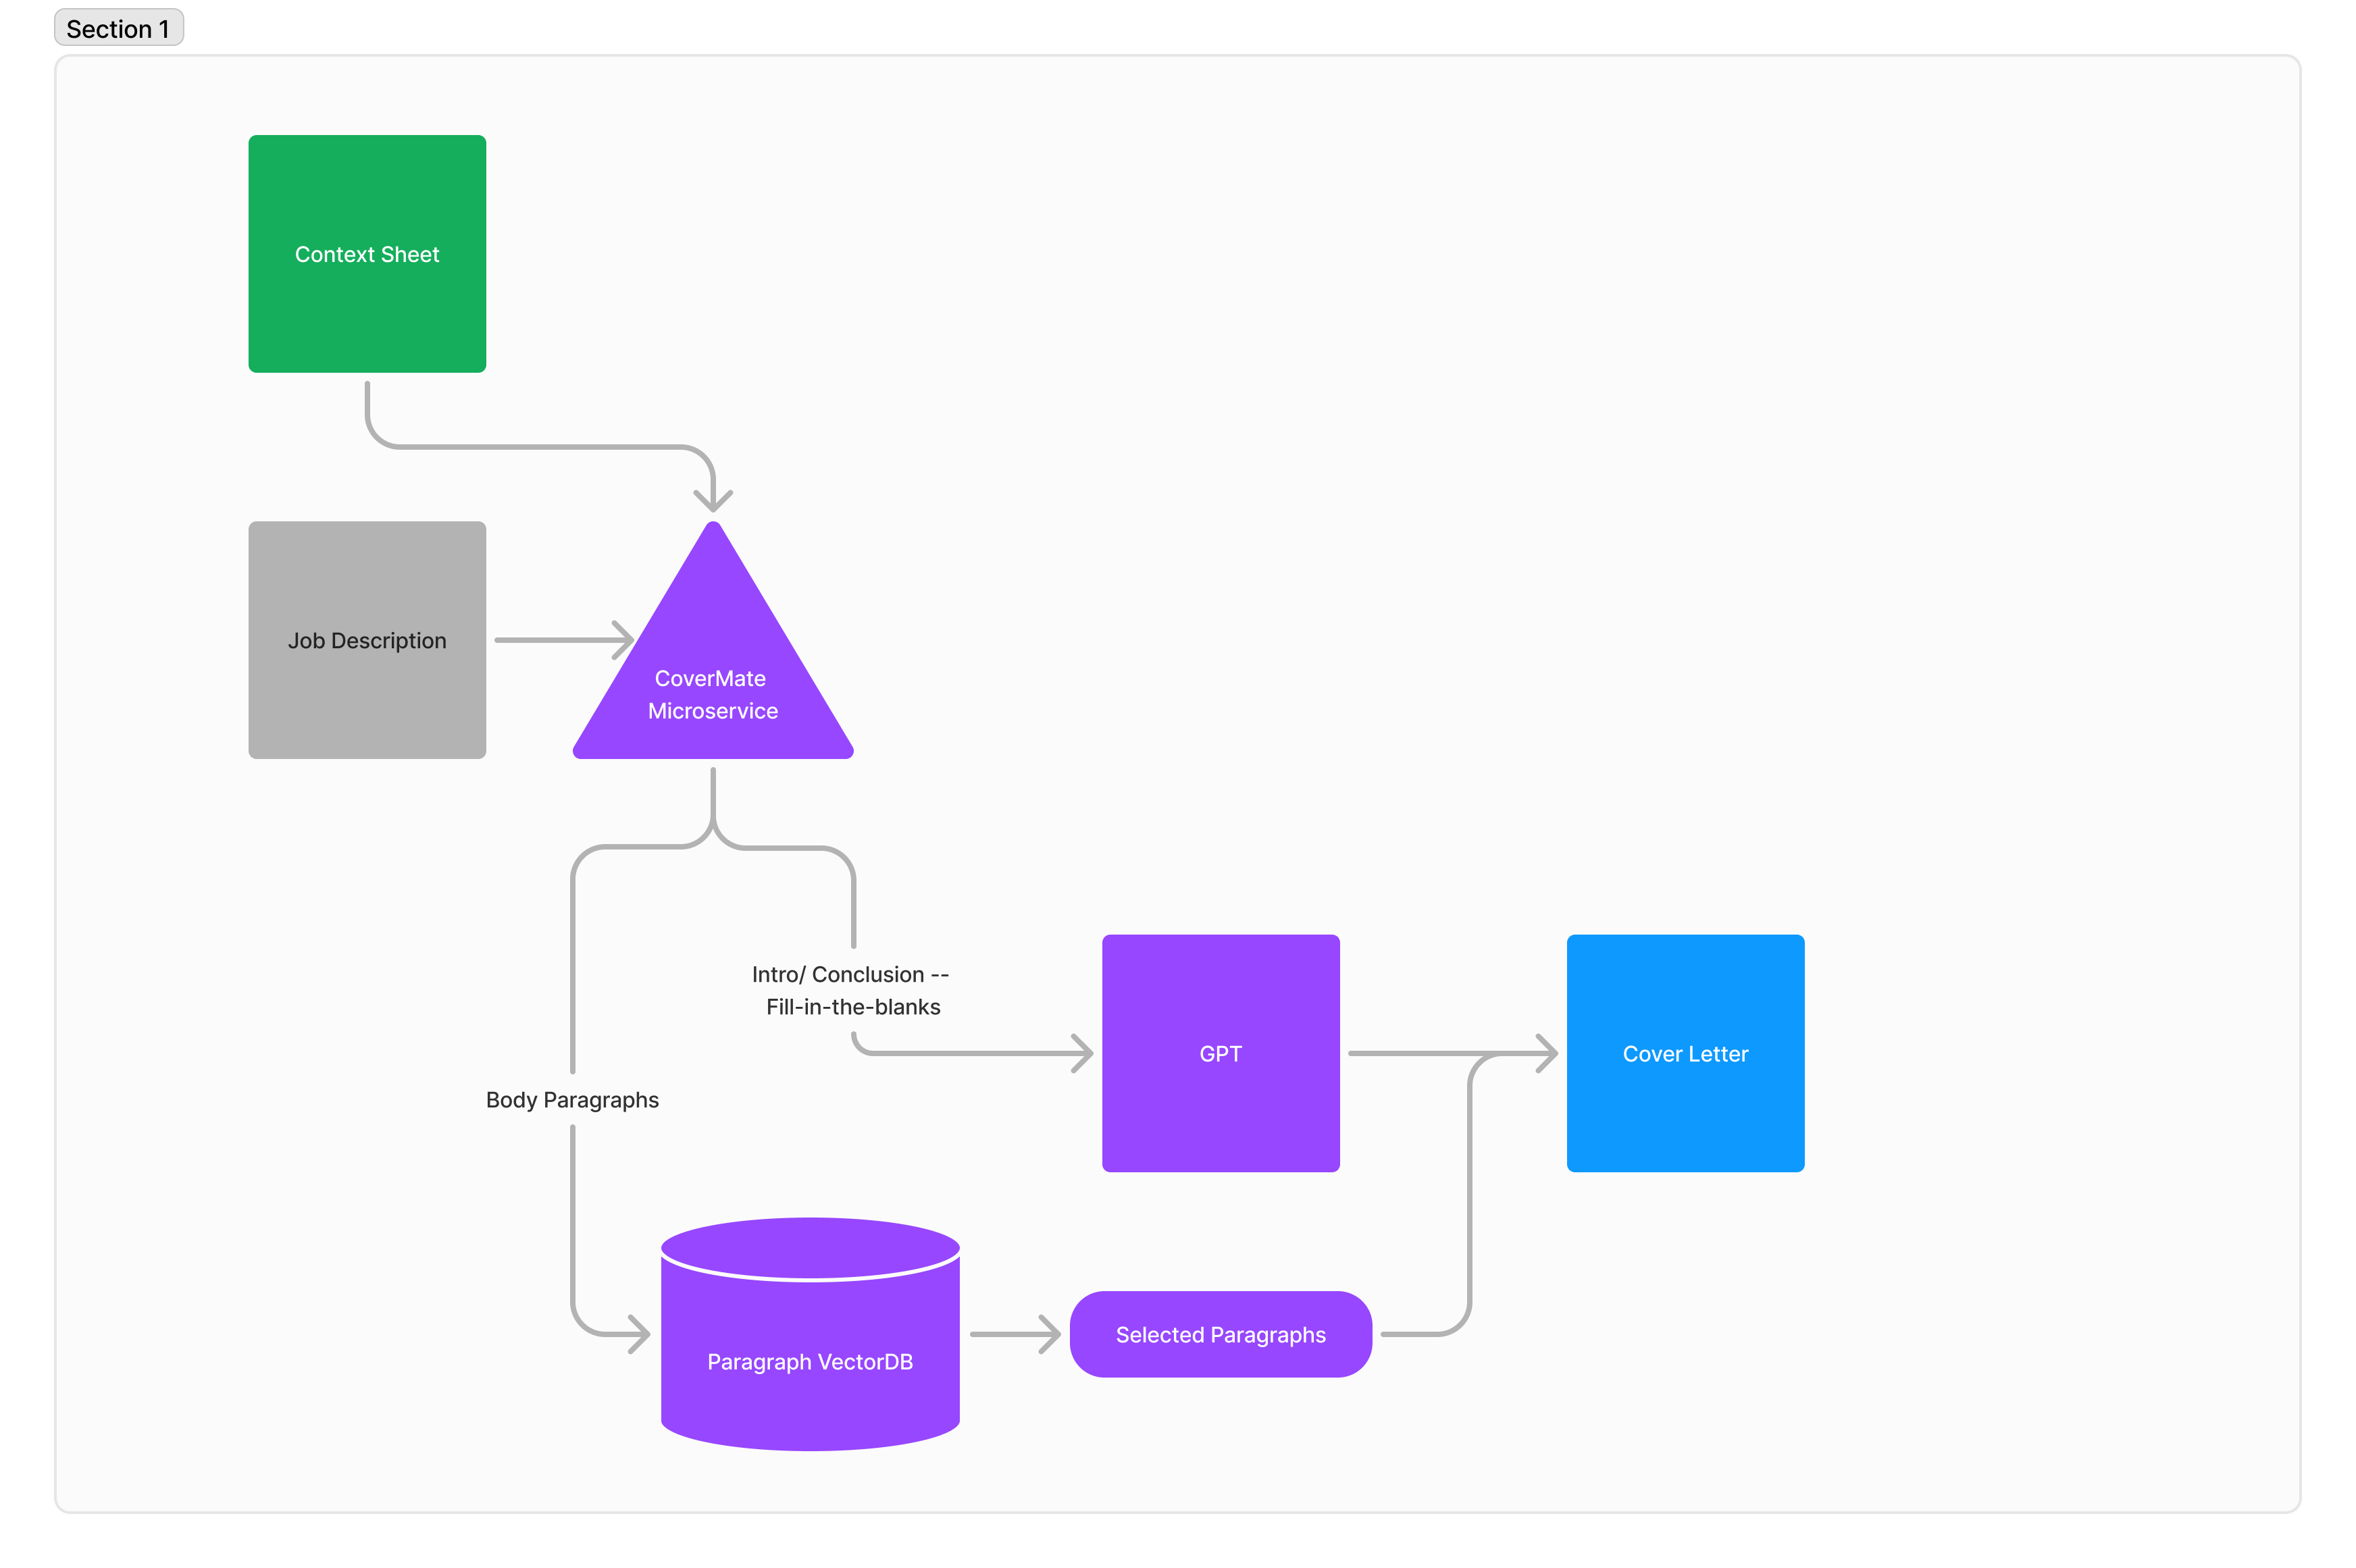 Section 1
Context Sheet
Job Description
CoverMate
Microservice
Intro/ Conclusion --
Fill-in-the-blanks
GPT
Cover Letter
Body Paragraphs
Paragraph VectorDB
Selected Paragraphs